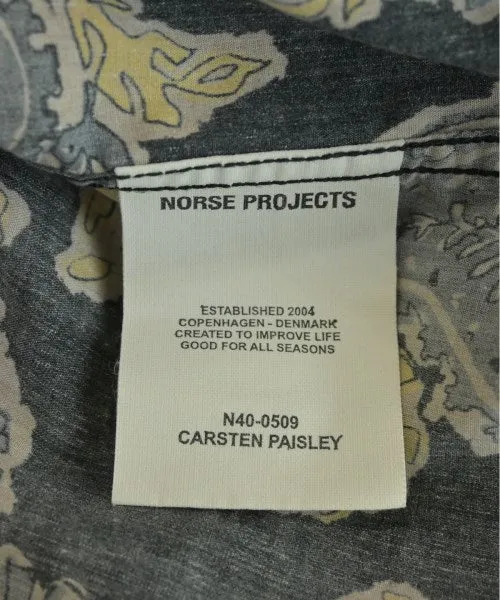 NORSE PROJECTS
ESTABLISHED 2004
COPENHAGEN - DENMARK
CREATED TO IMPROVE LIFE
GOOD FOR ALL SEASONS
N40-0509
CARSTEN PAISLEY